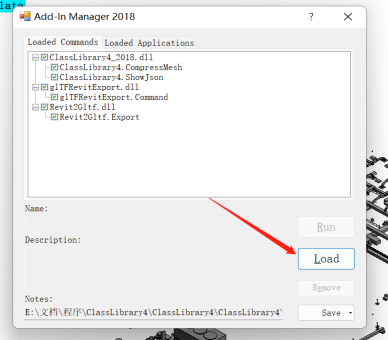 Add-In Manager 2018
Loaded Commands Loaded Applications
ClassLibrary4_2018.dll
ClassLibrary4.CompressMesh
ClassLibrary4.ShowJson
glTFRevitExport.dll
glTFRevitExport.Command
Revit2Gltf.dll
Revit2Gltf.Export
Name:
Run
Description:
Load
Remove
Notes:
E:\文档\程序\ClassLibrary4\ClassLibrary4\ClassLibrary4\
Save